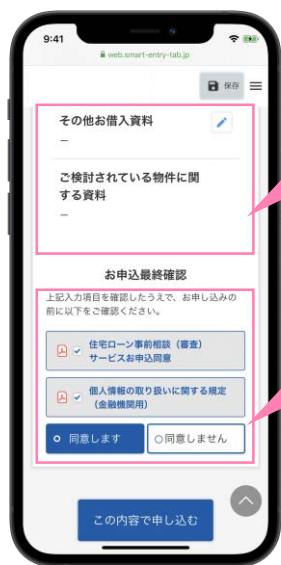 9:41
web.smart-entry-tab.jp
保存
その他お借入資料
–
ご検討されている物件に関
する資料
–
お申込最終確認
上記入力項目を確認したうえで、お申し込みの
前に以下をご確認ください。
住宅ローン事前相談（審査）
サービスお申込同意
個人情報の取り扱いに関する規定
（金融機関用）
同意します
同意しません
この内容で申し込む